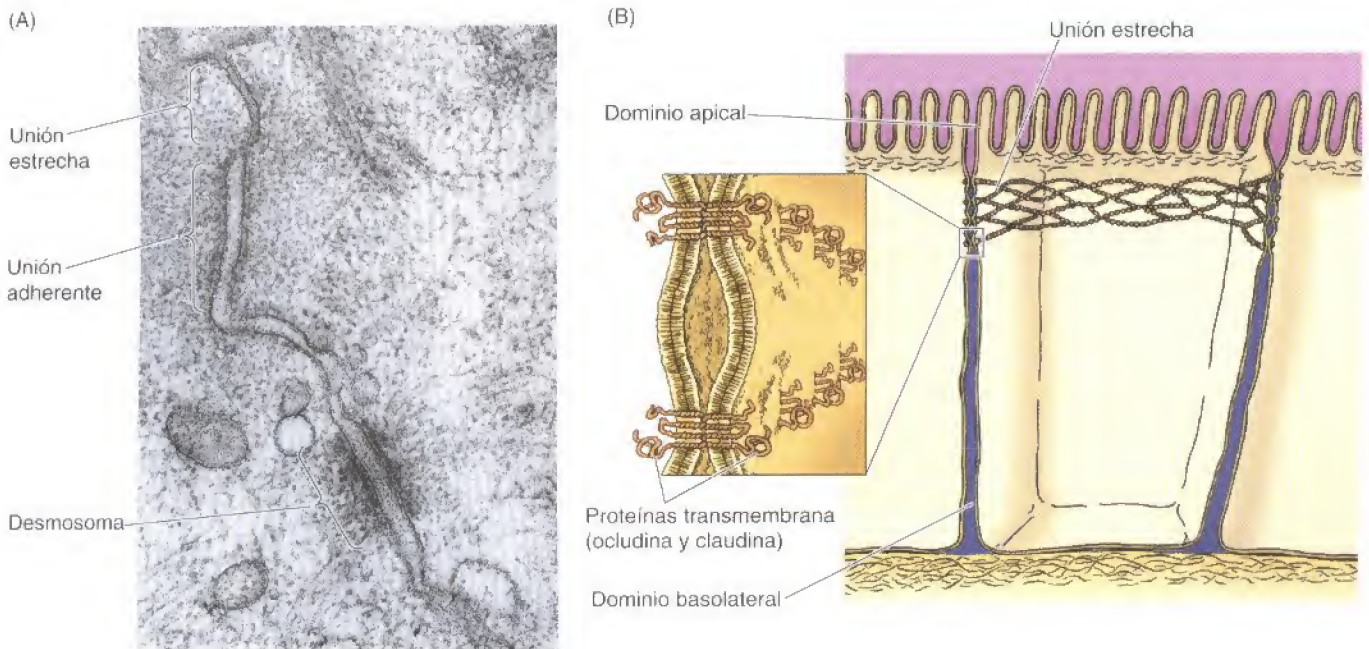 (A)
Unión
estrecha
Unión
adherente
Desmosoma
(B)
Unión estrecha
Dominio apical
Proteínas transmembrana
(ocludina y claudina)
Dominio basolateral